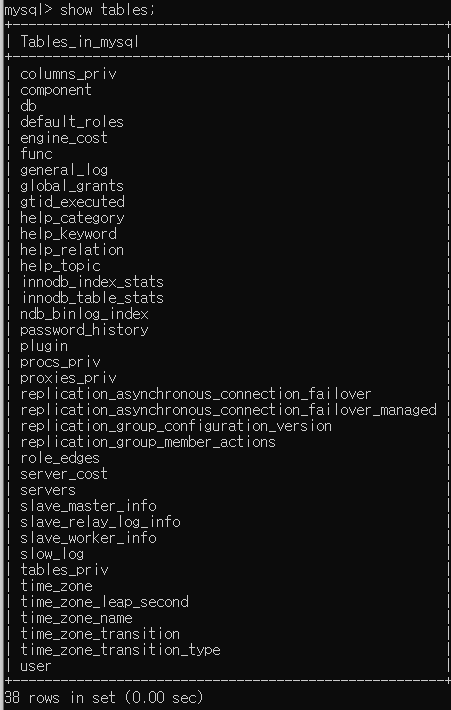 mysql> show tables;
+------------------------------------------------------+
| Tables_in_mysql
+------------------------------------------------------+
| columns_priv
| component
| db
| default_roles
| engine_cost
| func
| general_log
| global_grants
| gtid_executed
| help_category
| help_keyword
| help_relation
| help_topic
| innodb_index_stats
| innodb_table_stats
| ndb_binlog_index
| password_history
| plugin
| procs_priv
| proxies_priv
| replication_asynchronous_connection_failover
| replication_asynchronous_connection_failover_managed |
| replication_group_configuration_version
| replication_group_member_actions
| role_edges
| server_cost
| servers
| slave_master_info
| slave_relay_log_info
| slave_worker_info
| slow_log
| tables_priv
| time_zone
| time_zone_leap_second
| time_zone_name
| time_zone_transition
| time_zone_transition_type
| user
+------------------------------------------------------+
38 rows in set (0.00 sec)